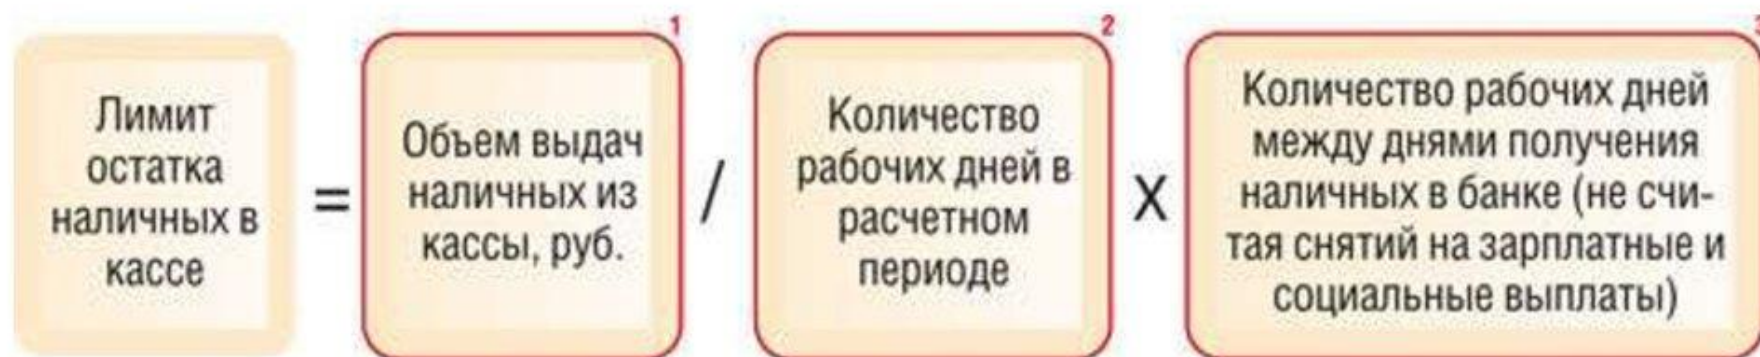 Лимит
остатка
наличных в
кассе
=
1
Объем выдач
наличных из
кассы, руб.
/
2
Количество
рабочих дней в
расчетном
периоде
X
3
Количество рабочих дней
между днями получения
наличных в банке (не счи-
тая снятий на зарплатные и
социальные выплаты)